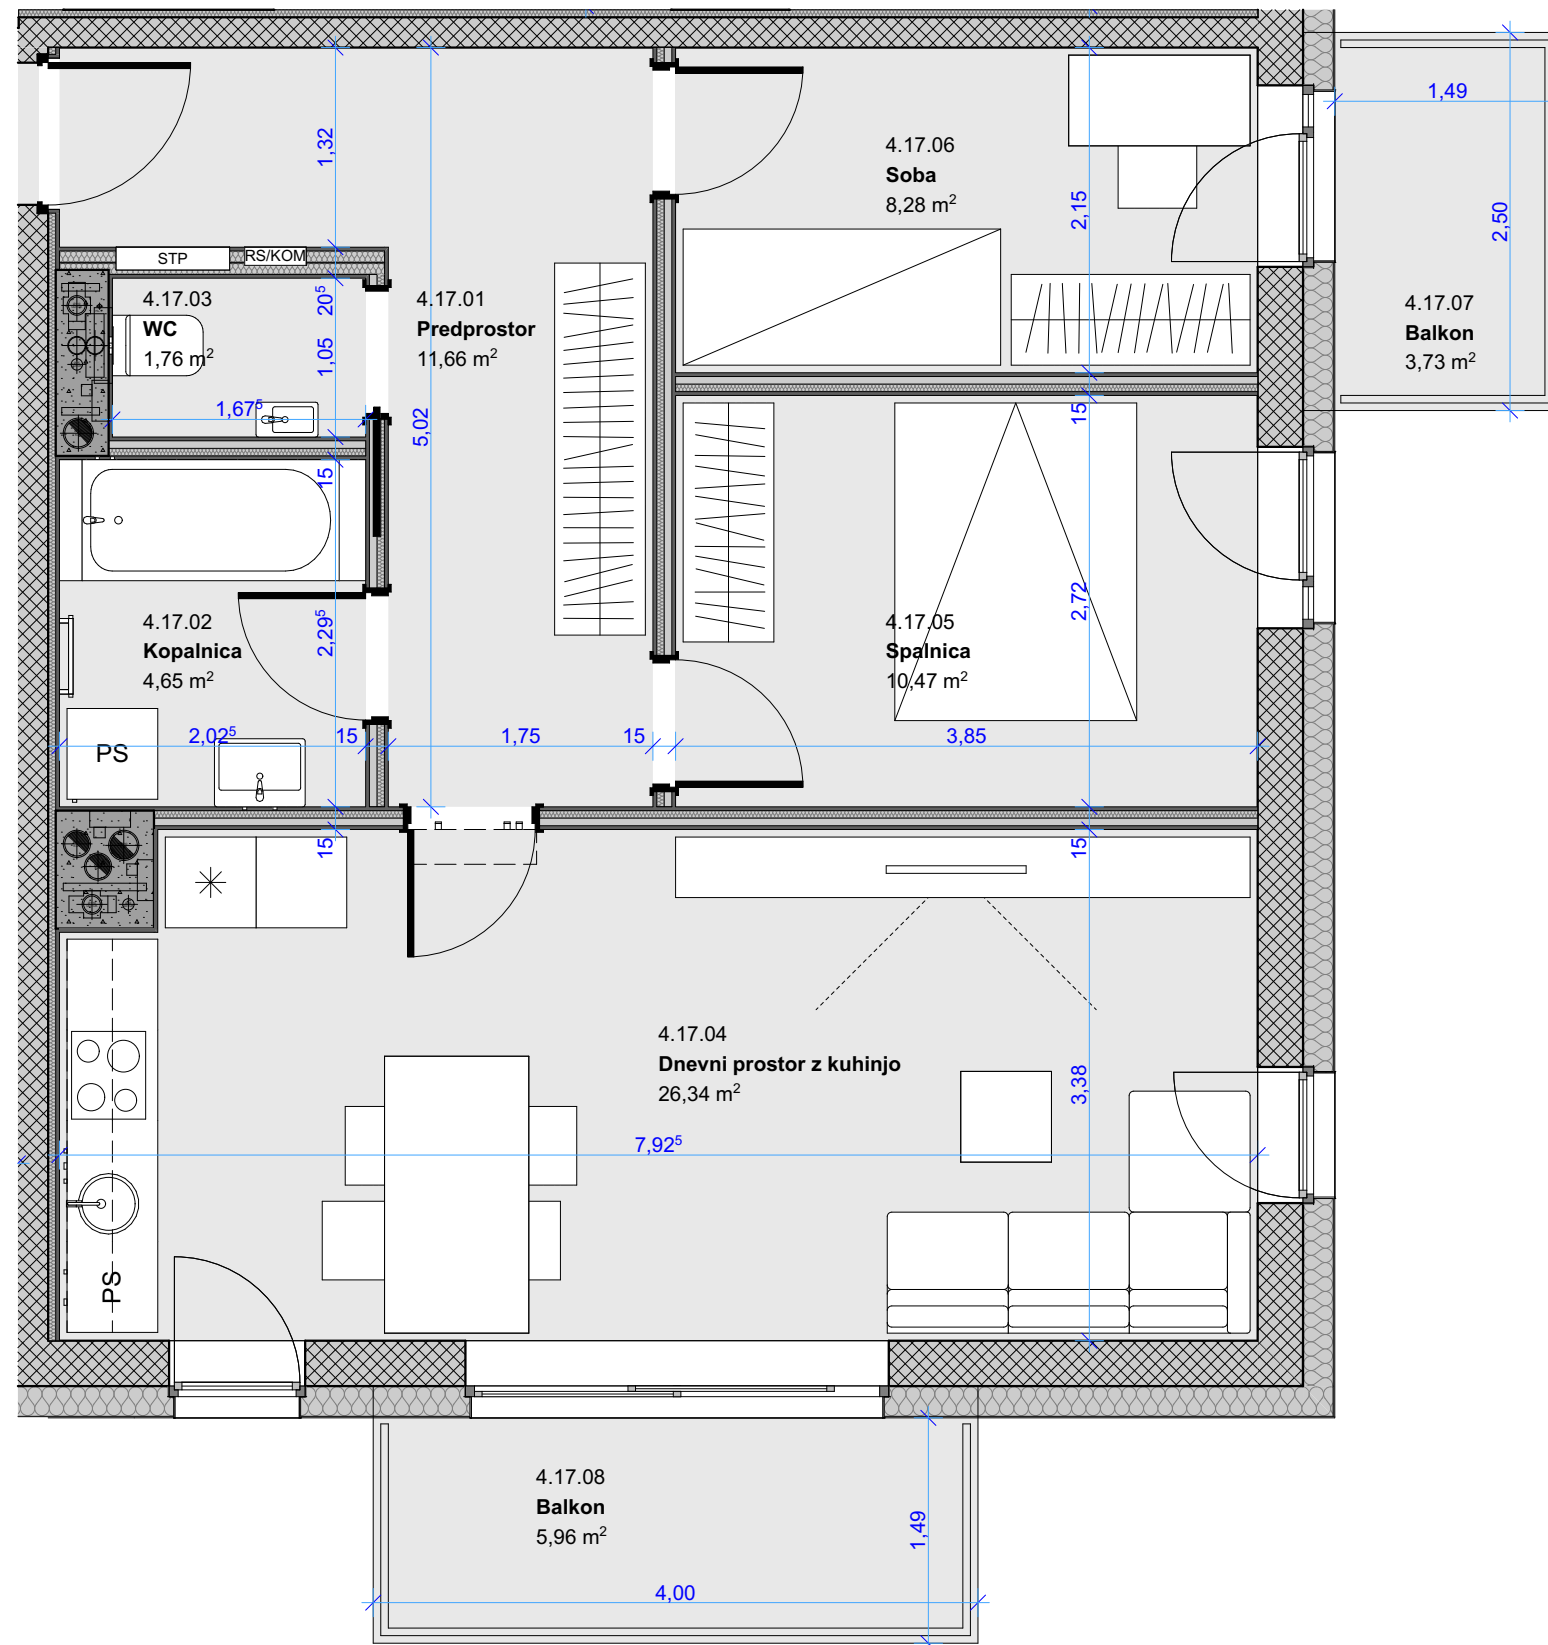 1,32
4.17.06
Soba
8,28 m²
2,15
1,49
2,50
STP
RS/KOM
4.17.03
WC
1,76 m²
20⁵
1,05
1,67⁵
4.17.01
Predprostor
11,66 m²
5,02
4.17.07
Balkon
3,73 m²
15
15
4.17.02
Kopalnica
4,65 m²
2,29⁵
4.17.05
Spalnica
10,47 m²
2,72
PS
2,02⁵
15
1,75
15
3,85
15
15
4.17.04
Dnevni prostor z kuhinjo
26,34 m²
3,38
7,92⁵
PS
4.17.08
Balkon
5,96 m²
1,49
4,00